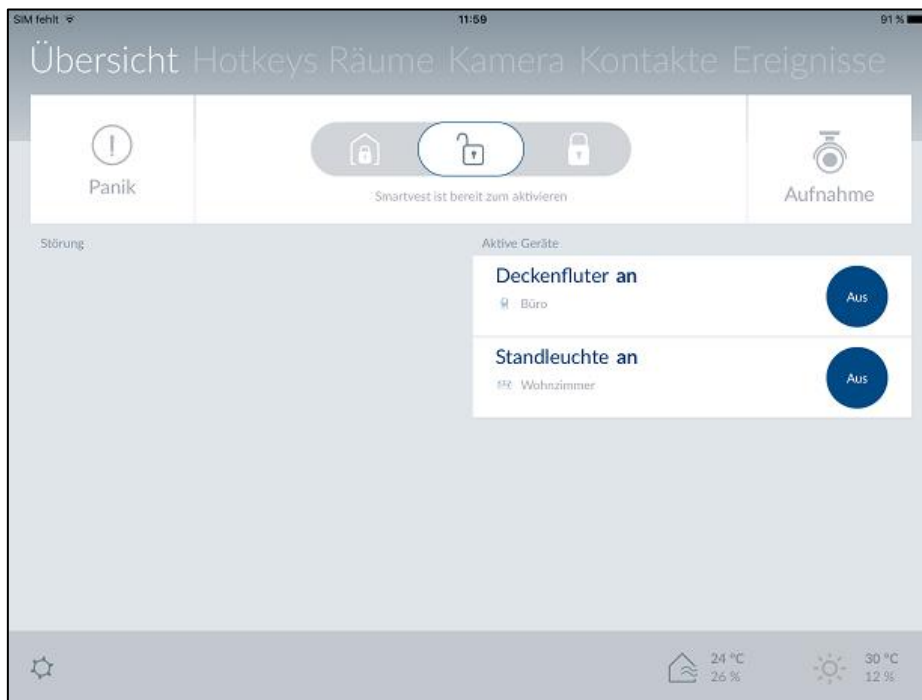 SIM fehlt 11:59 91 %
Übersicht Hotkeys Räume Kamera Kontakte Ereignisse
Panik
Smartvest ist bereit zum aktivieren
Aufnahme
Störung
Aktive Geräte
Deckenfluter an
Büro
Aus
Standleuchte an
Wohnzimmer
Aus
24 °C
26 %
30 °C
12 %